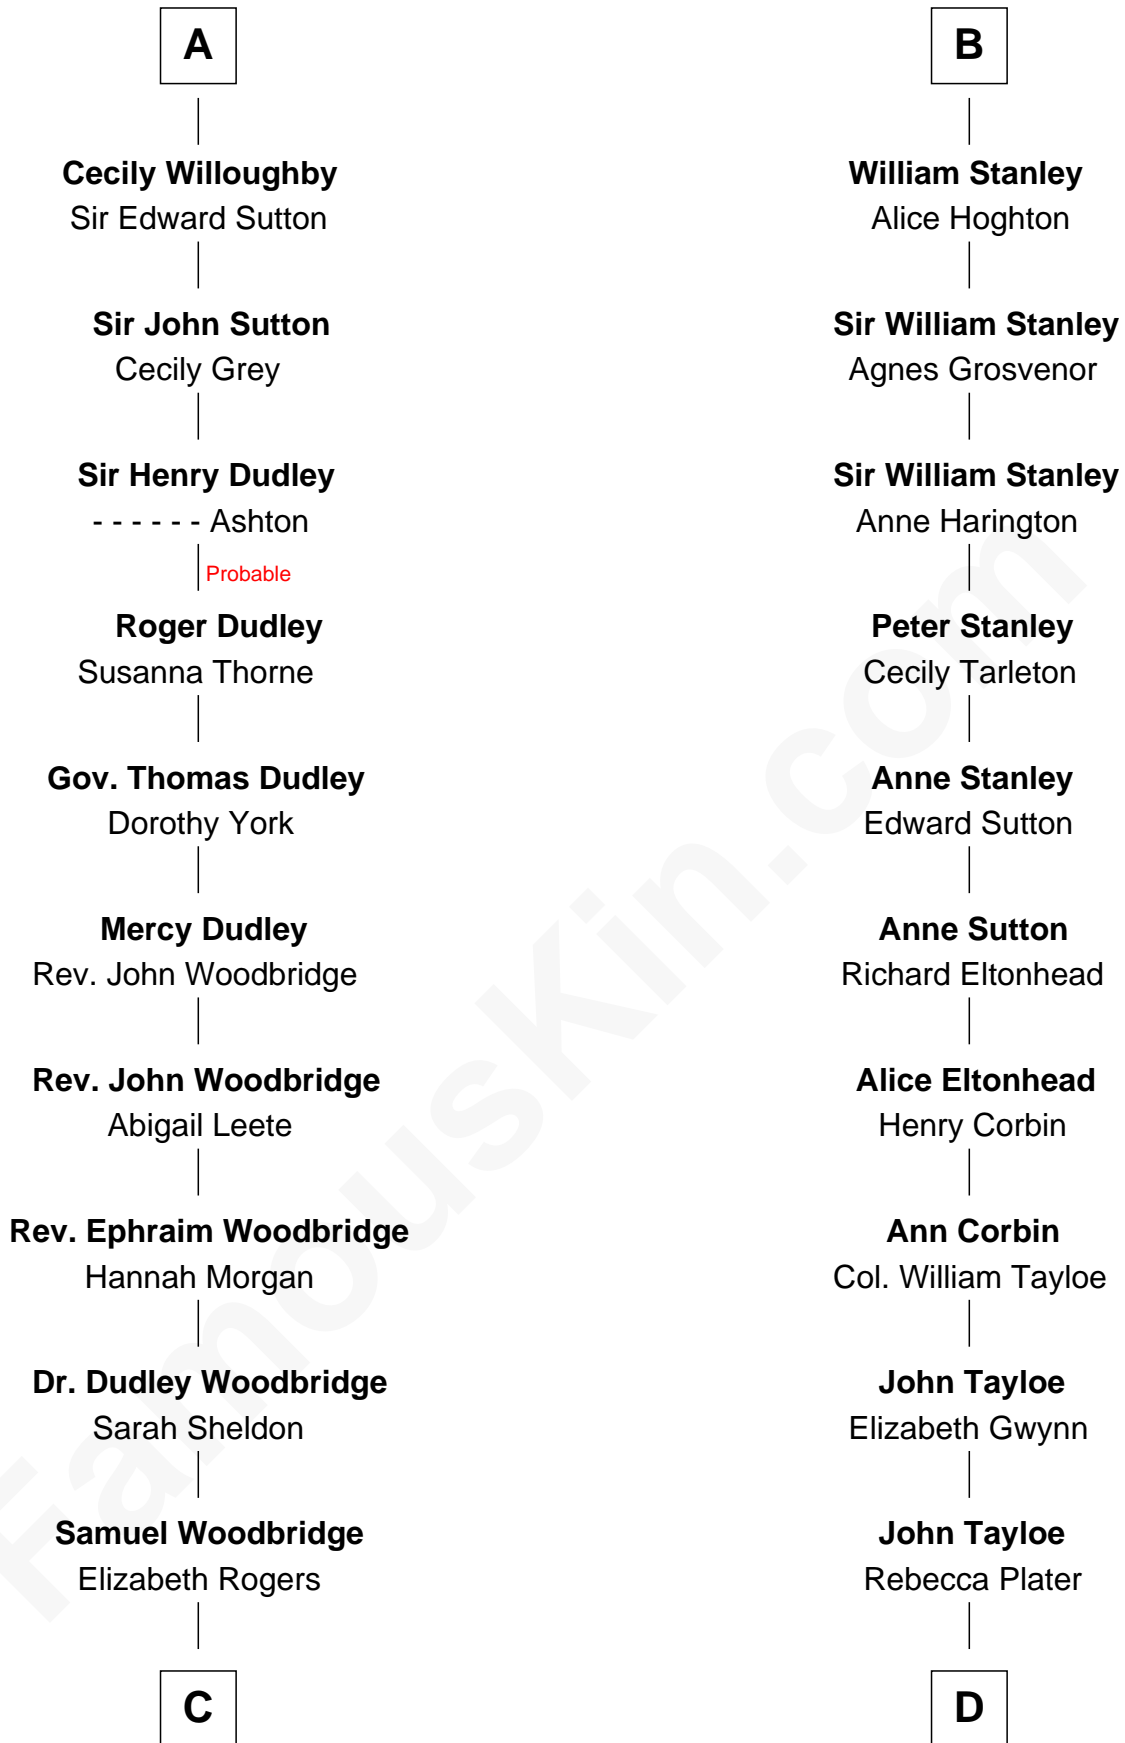 A
Cecily Willoughby
Sir Edward Sutton
Sir John Sutton
Cecily Grey
Sir Henry Dudley
- - - - - - Ashton
Probable
Roger Dudley
Susanna Thorne
Gov. Thomas Dudley
Dorothy York
Mercy Dudley
Rev. John Woodbridge
Rev. John Woodbridge
Abigail Leete
Rev. Ephraim Woodbridge
Hannah Morgan
Dr. Dudley Woodbridge
Sarah Sheldon
Samuel Woodbridge
Elizabeth Rogers
C
B
William Stanley
Alice Hoghton
Sir William Stanley
Agnes Grosvenor
Sir William Stanley
Anne Harington
Peter Stanley
Cecily Tarleton
Anne Stanley
Edward Sutton
Anne Sutton
Richard Eltonhead
Alice Eltonhead
Henry Corbin
Ann Corbin
Col. William Tayloe
John Tayloe
Elizabeth Gwynn
John Tayloe
Rebecca Plater
D
FamousKin.com